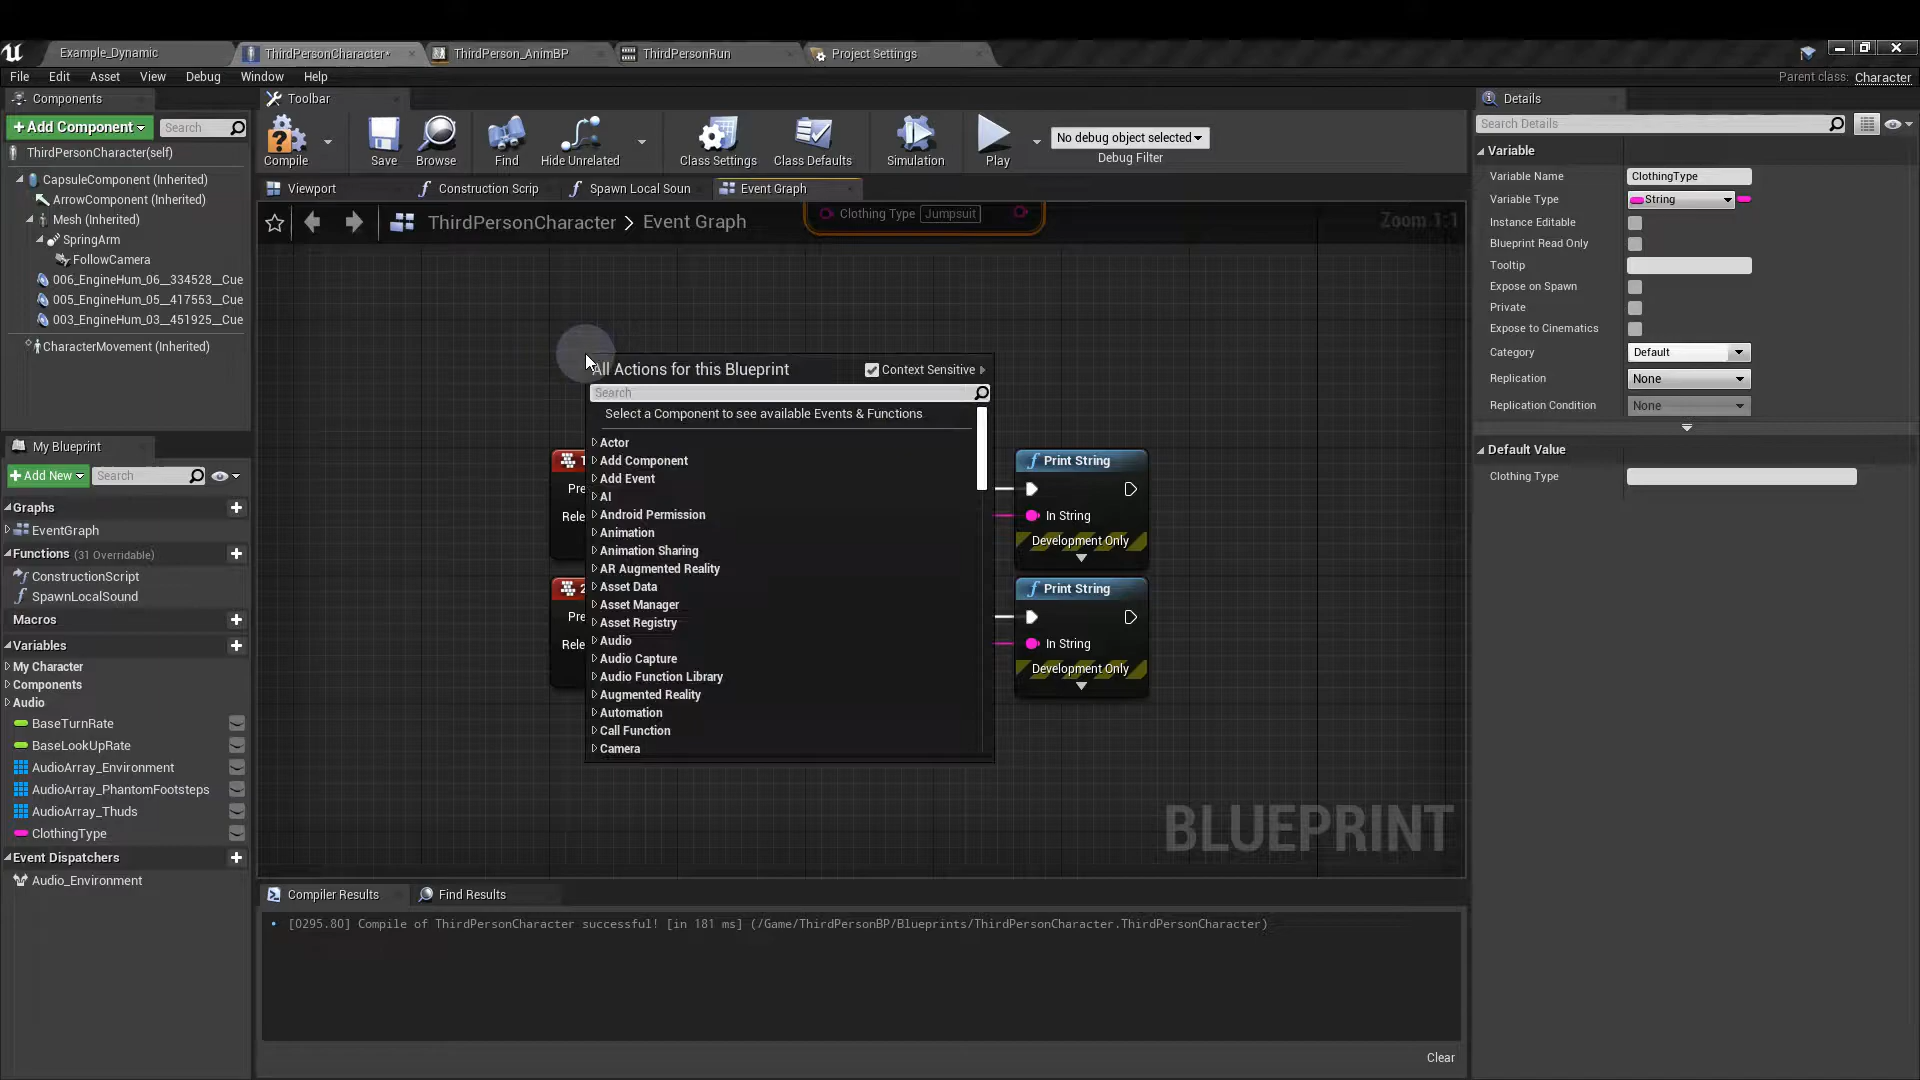 Example_Dynamic
ThirdPersonCharacter*
ThirdPerson_AnimBP
ThirdPersonRun
Project Settings
File Edit Asset View Debug Window Help
Parent class: Character
Components
Add Component
Search
ThirdPersonCharacter(self)
CapsuleComponent (Inherited)
ArrowComponent (Inherited)
Mesh (Inherited)
SpringArm
FollowCamera
006_EngineHum_06__334528__Cue
005_EngineHum_05__417553__Cue
003_EngineHum_03__451925__Cue
CharacterMovement (Inherited)
My Blueprint
Add New
Search
Graphs
EventGraph
Functions (31 Overridable)
ConstructionScript
SpawnLocalSound
Macros
Variables
My Character
Components
Audio
BaseTurnRate
BaseLookUpRate
AudioArray_Environment
AudioArray_PhantomFootsteps
AudioArray_Thuds
ClothingType
Event Dispatchers
Audio_Environment
Toolbar
Compile
Save
Browse
Find
Hide Unrelated
Class Settings
Class Defaults
Simulation
Play
No debug object selected
Debug Filter
Viewport
Construction Scrip
Spawn Local Soun
Event Graph
ThirdPersonCharacter > Event Graph
Zoom 1:1
Clothing Type Jumpsuit
All Actions for this Blueprint
Context Sensitive
Search
Select a Component to see available Events & Functions
Actor
Add Component
Add Event
AI
Android Permission
Animation
Animation Sharing
AR Augmented Reality
Asset Data
Asset Manager
Asset Registry
Audio
Audio Capture
Audio Function Library
Augmented Reality
Automation
Call Function
Camera
Pre
Rele
2
Pre
Rele
Print String
In String
Development Only
Print String
In String
Development Only
BLUEPRINT
Compiler Results
Find Results
[0295.80] Compile of ThirdPersonCharacter successful! [in 181 ms] (/Game/ThirdPersonBP/Blueprints/ThirdPersonCharacter.ThirdPersonCharacter)
Clear
Details
Search Details
Variable
Variable Name ClothingType
Variable Type String
Instance Editable
Blueprint Read Only
Tooltip
Expose on Spawn
Private
Expose to Cinematics
Category Default
Replication None
Replication Condition None
Default Value
Clothing Type